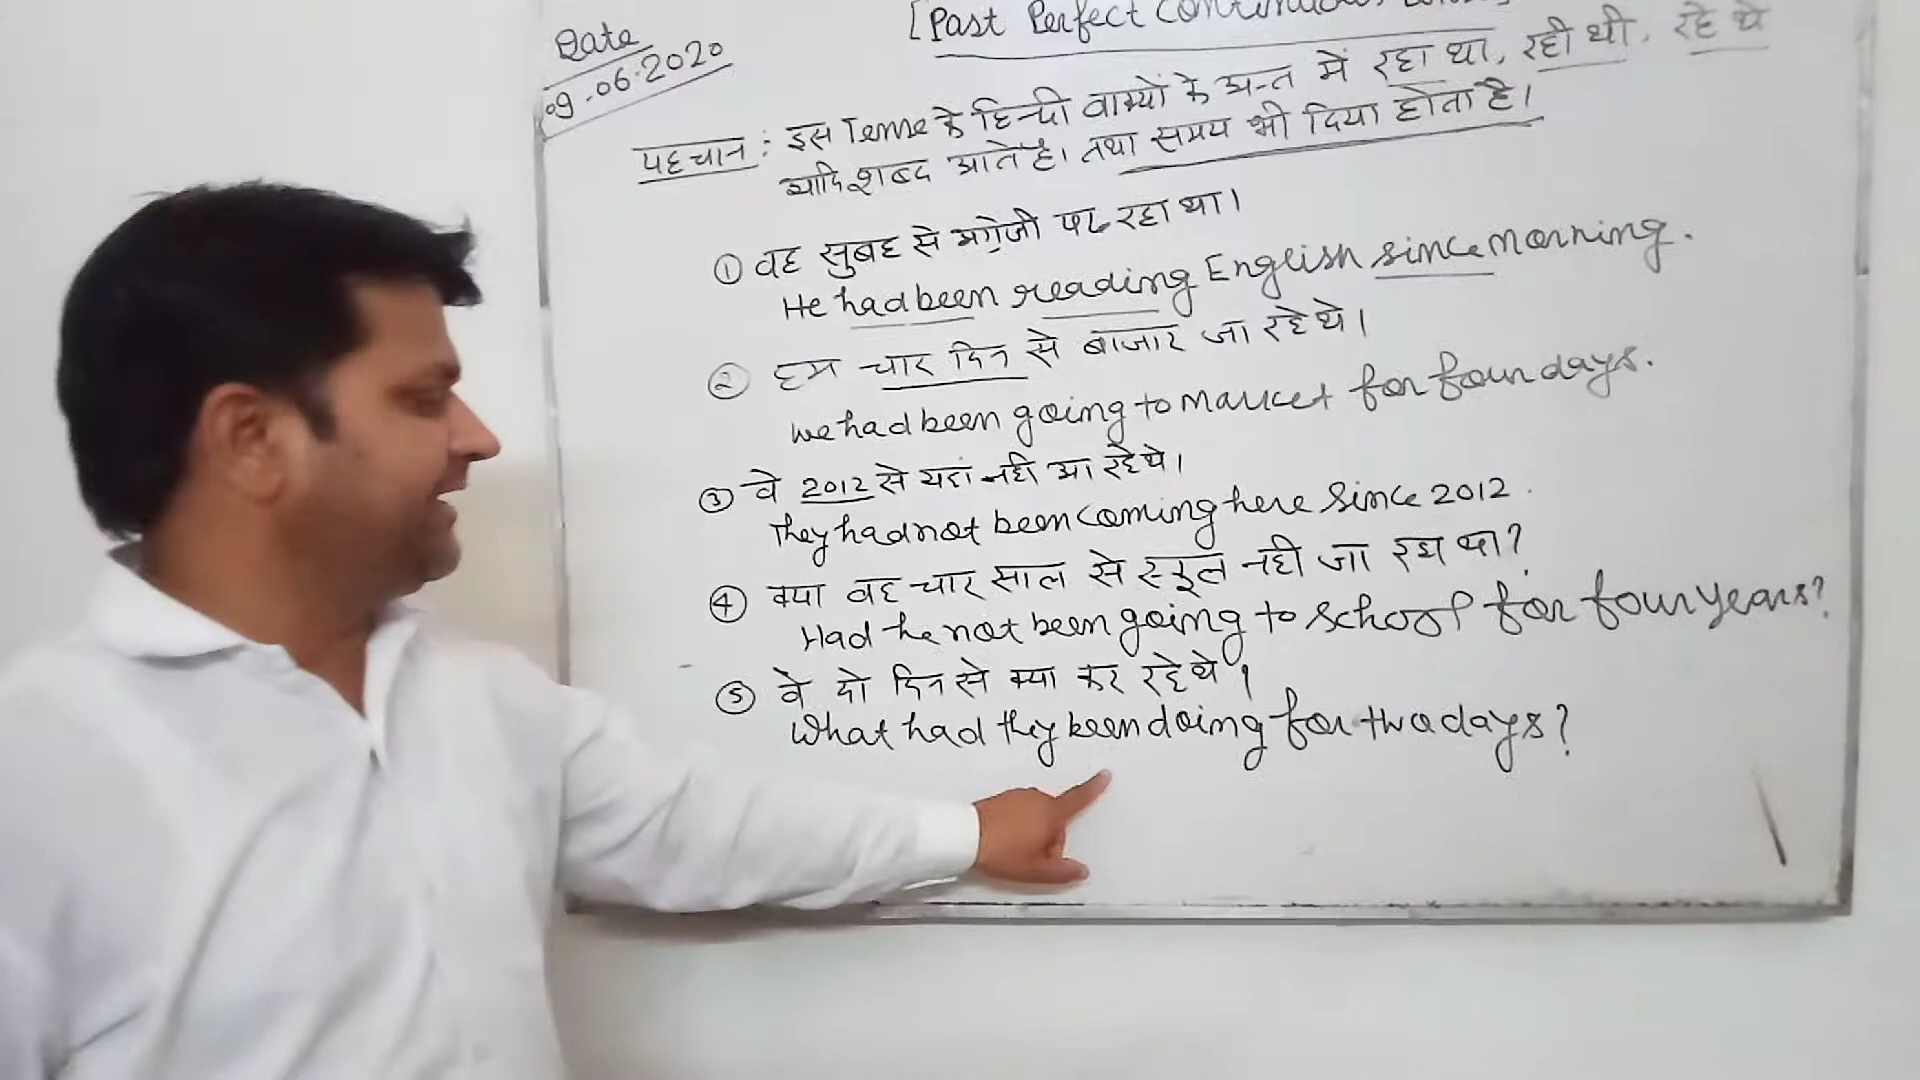 Date
09.06.2020
[Past Perfect Continuous
पहचान : इस Tense के हिन्दी वाक्यों के अन्त में रहा था, रही थी, रहे थे
आदि शब्द आते है। तथा समय भी दिया होता है।
① वह सुबह से अग्रेजी पढ रहा था।
He had been reading English since morning.
② हम चार दिन से बाजार जा रहे थे।
we had been going to market for four days.
③ वे 2012 से यहां नही आ रहे थे।
They had not been coming here since 2012.
④ क्या वह चार साल से स्कूल नही जा रहा था?
Had he not been going to school for four years?
⑤ वे दो दिन से क्या कर रहे थे?
What had thy been doing for two days?